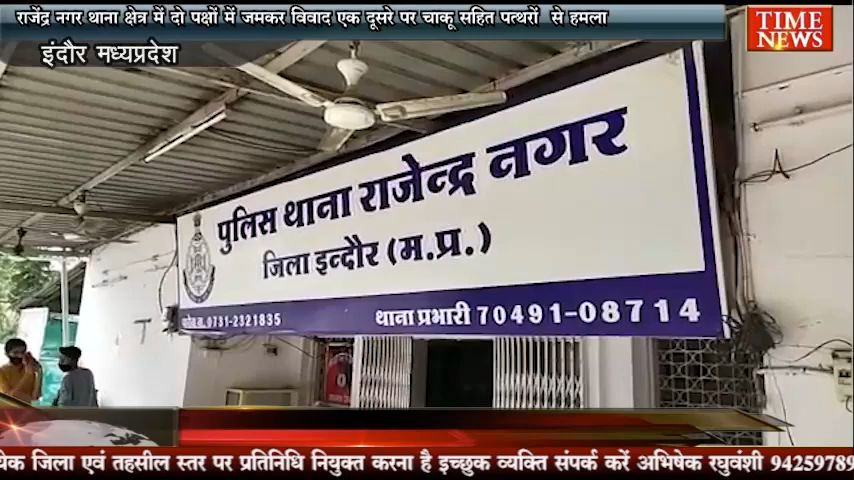 राजेंद्र नगर थाना क्षेत्र में दो पक्षों में जमकर विवाद एक दूसरे पर चाकू सहित पत्थरों से हमला
TIME
NEWS
इंदौर मध्यप्रदेश
पुलिस थाना राजेन्द्र नगर
जिला इन्दौर (म.प्र.)
0731-2321835
थाना प्रभारी 70491-08714
जिला एवं तहसील स्तर पर प्रतिनिधि नियुक्त करना है इच्छुक व्यक्ति संपर्क करें अभिषेक रघुवंशी 9425989